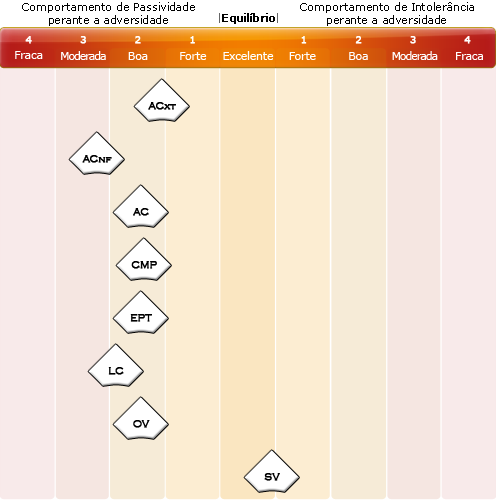 Comportamento de Passividade
perante a adversidade
|Equilíbrio|
Comportamento de Intolerância
perante a adversidade
4 3 2 1 1 2 3 4
Fraca Moderada Boa Forte Excelente Forte Boa Moderada Fraca
ACXT
ACNF
AC
CMP
EPT
LC
OV
SV